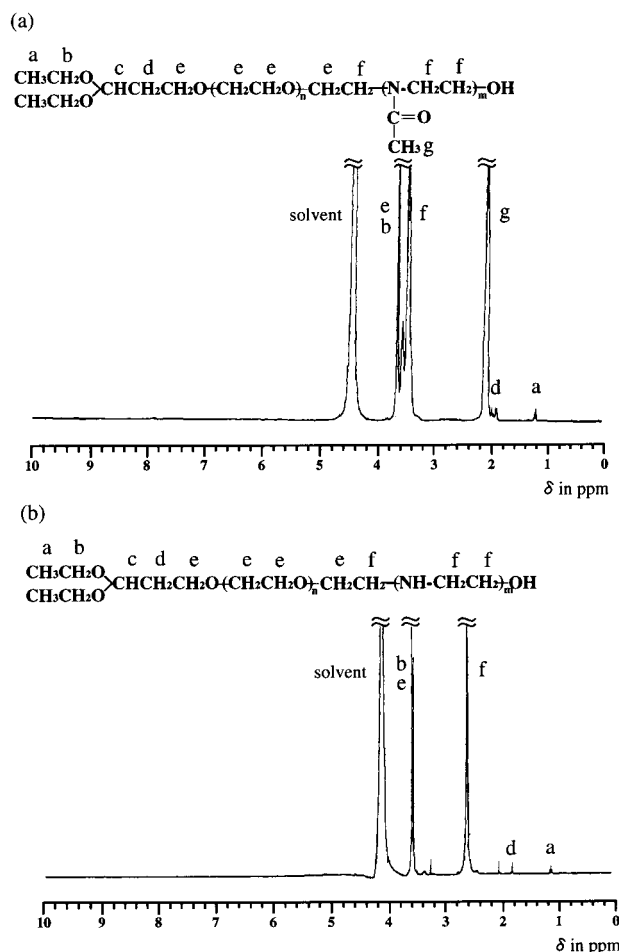 (a)
a b c d e e e e f f f
CH₃CH₂O
CHCH₂CH₂O-(CH₂CH₂O)ₙ-CH₂CH₂-(N-CH₂CH₂)ₘ-OH
CH₃CH₂O
C=O
CH₃ g
solvent
e
b
f
g
d
a
10 9 8 7 6 5 4 3 2 1 0
δ in ppm
(b)
a b c d e e e e f f f
CH₃CH₂O
CHCH₂CH₂O-(CH₂CH₂O)ₙ-CH₂CH₂-(NH-CH₂CH₂)ₘ-OH
CH₃CH₂O
solvent
b
e
f
d
a
10 9 8 7 6 5 4 3 2 1 0
δ in ppm